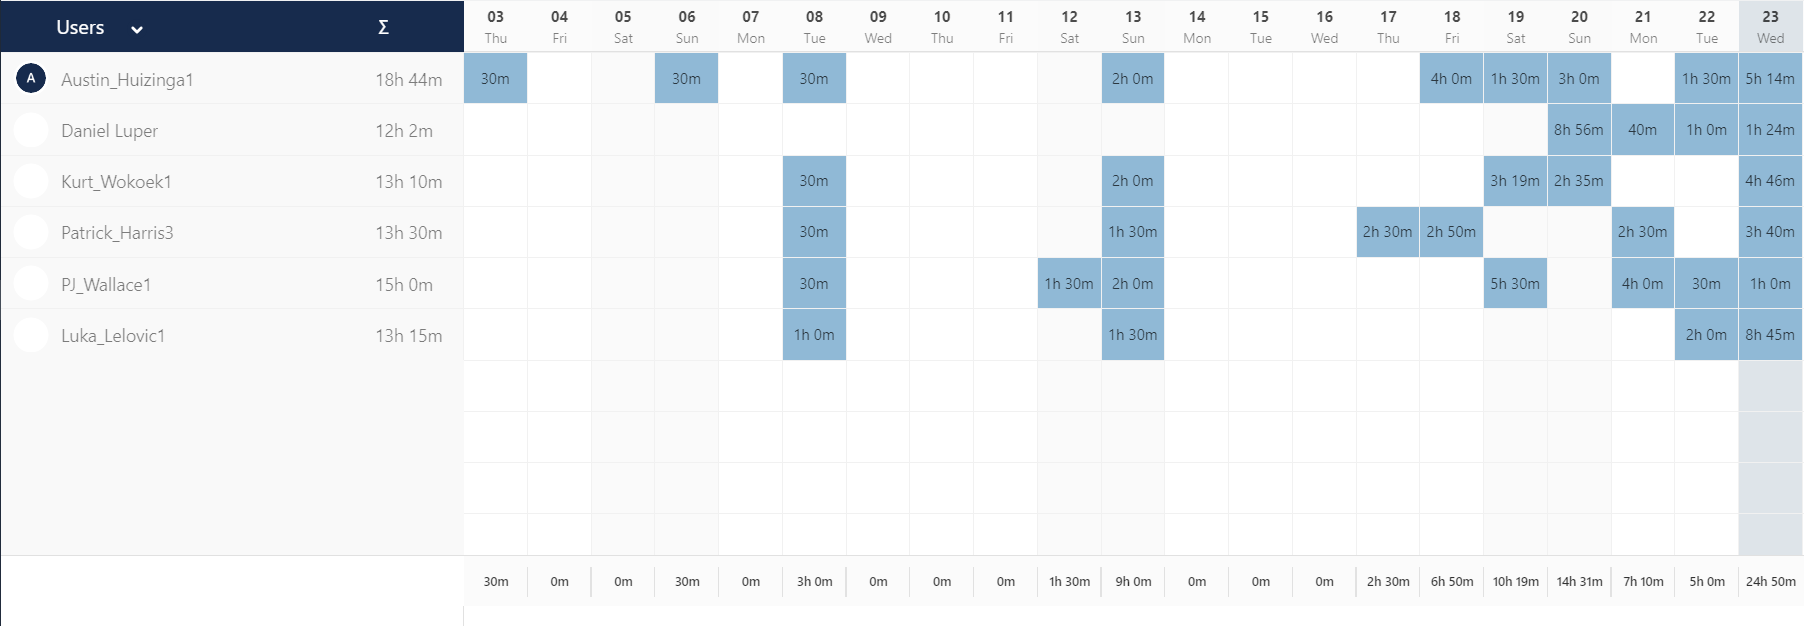 Users Σ 03 04 05 06 07 08 09 10 11 12 13 14 15 16 17 18 19 20 21 22 23
Thu Fri Sat Sun Mon Tue Wed Thu Fri Sat Sun Mon Tue Wed Thu Fri Sat Sun Mon Tue Wed
A Austin_Huizinga1 18h 44m 30m 30m 30m 2h 0m 4h 0m 1h 30m 3h 0m 1h 30m 5h 14m
Daniel Luper 12h 2m 8h 56m 40m 1h 0m 1h 24m
Kurt_Wokoek1 13h 10m 30m 2h 0m 3h 19m 2h 35m 4h 46m
Patrick_Harris3 13h 30m 30m 1h 30m 2h 30m 2h 50m 2h 30m 3h 40m
PJ_Wallace1 15h 0m 30m 1h 30m 2h 0m 5h 30m 4h 0m 30m 1h 0m
Luka_Lelovic1 13h 15m 1h 0m 1h 30m 2h 0m 8h 45m
30m 0m 0m 30m 0m 3h 0m 0m 0m 0m 1h 30m 9h 0m 0m 0m 0m 2h 30m 6h 50m 10h 19m 14h 31m 7h 10m 5h 0m 24h 50m